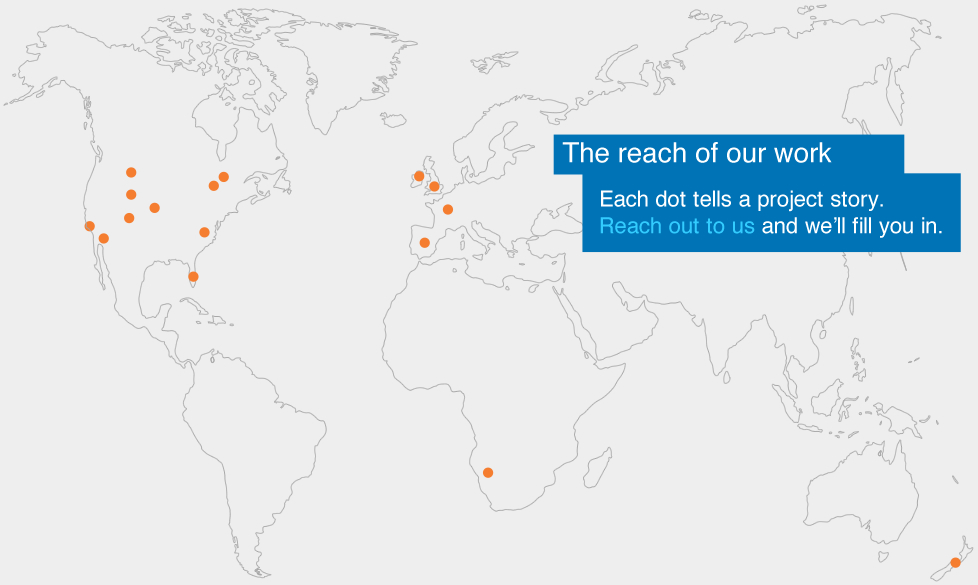 The reach of our work
Each dot tells a project story.
Reach out to us and we'll fill you in.